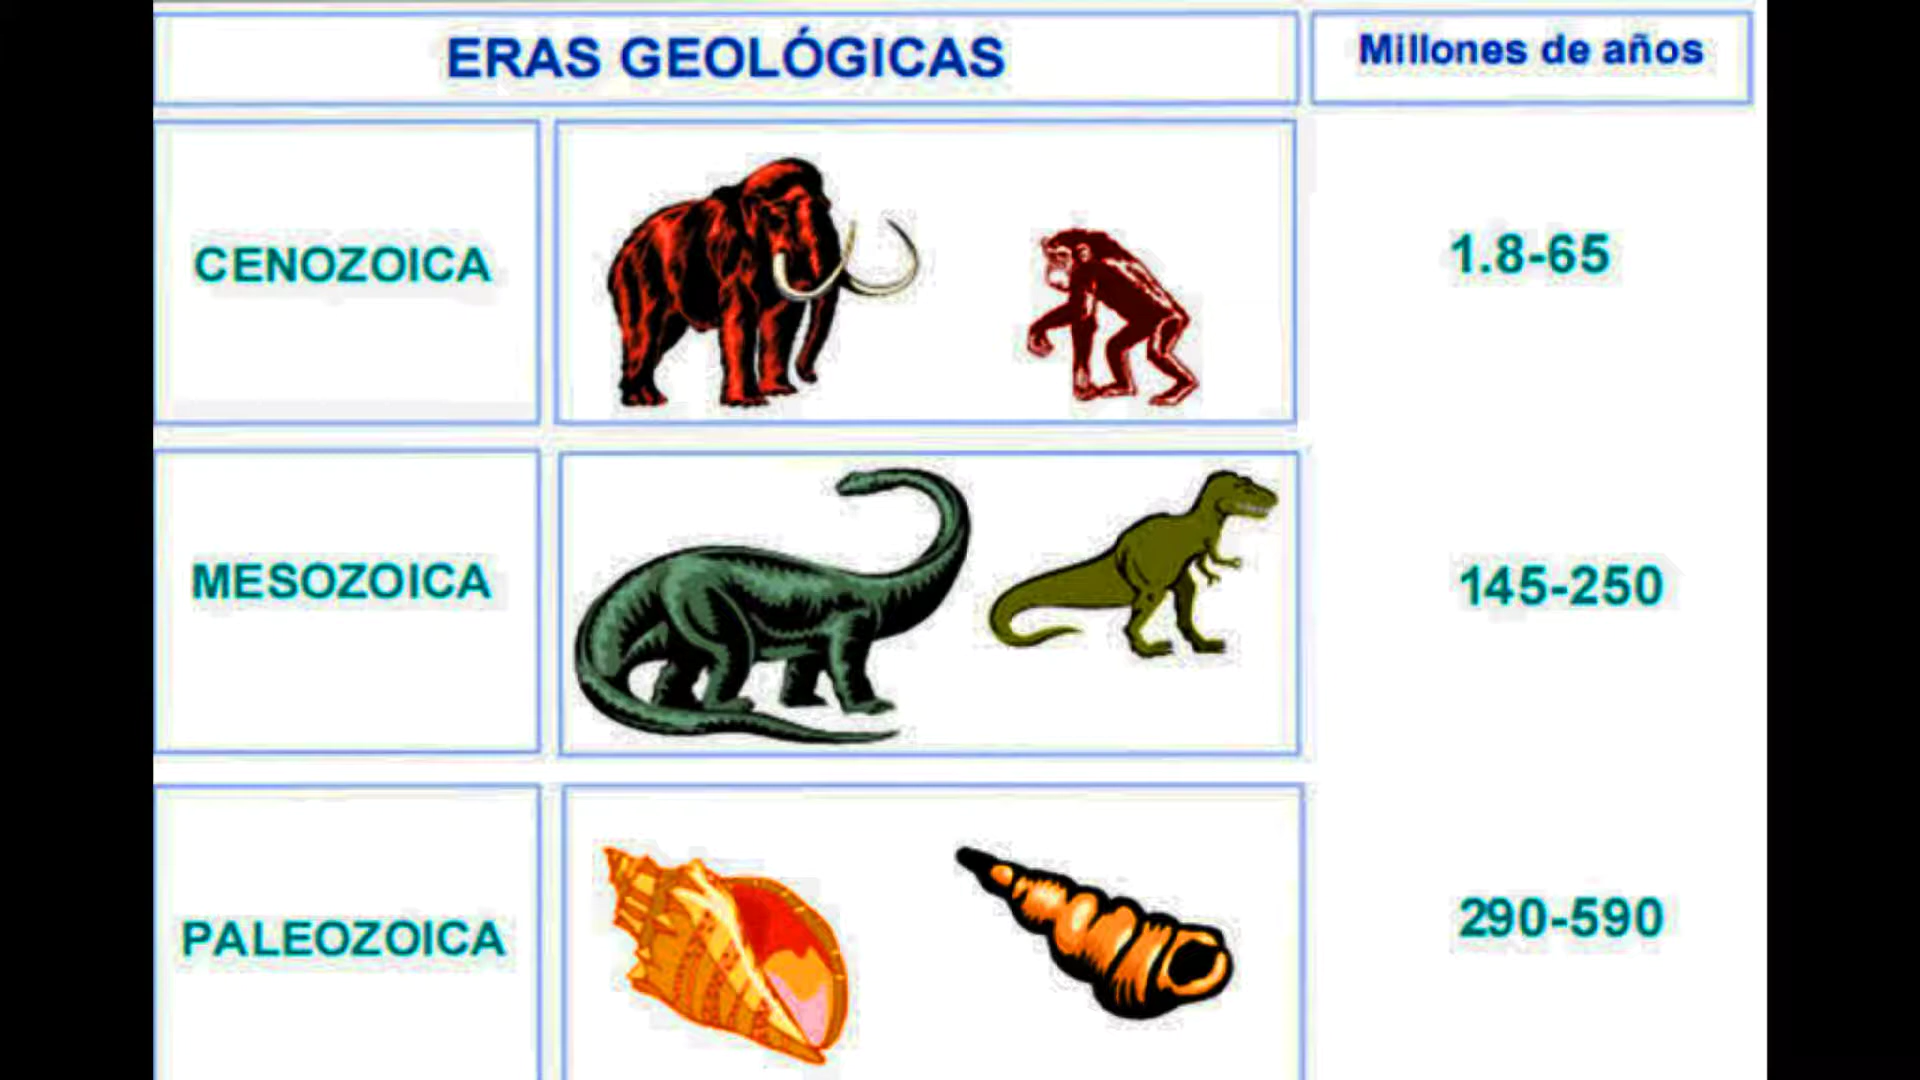 ERAS GEOLÓGICAS
Millones de años
CENOZOICA
1.8-65
MESOZOICA
145-250
PALEOZOICA
290-590